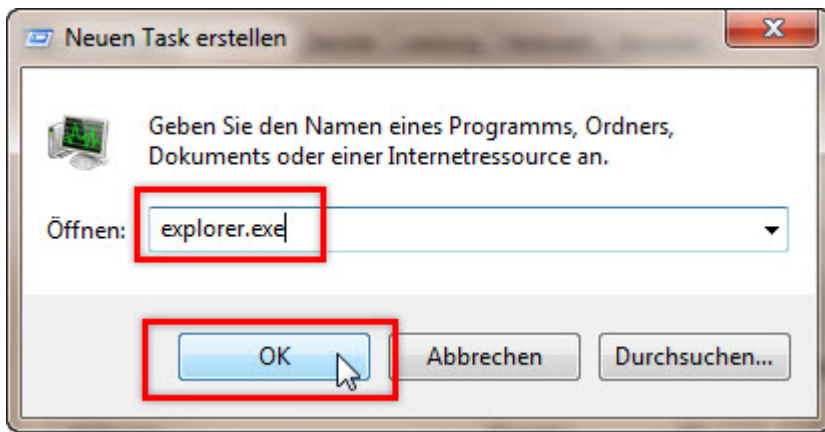 Neuen Task erstellen
Geben Sie den Namen eines Programms, Ordners,
Dokuments oder einer Internetressource an.
Öffnen: explorer.exe
OK Abbrechen Durchsuchen...